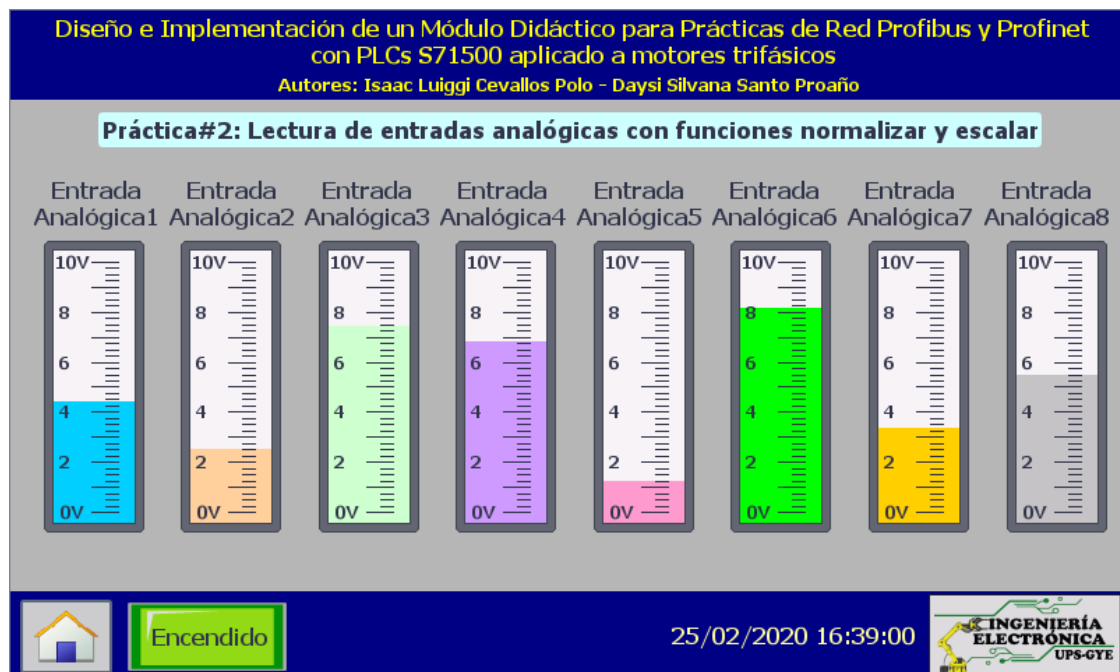 Diseño e Implementación de un Módulo Didáctico para Prácticas de Red Profibus y Profinet
con PLCs S71500 aplicado a motores trifásicos
Autores: Isaac Luiggi Cevallos Polo - Daysi Silvana Santo Proaño
Práctica#2: Lectura de entradas analógicas con funciones normalizar y escalar
Entrada Entrada Entrada Entrada Entrada Entrada Entrada Entrada
Analógica1 Analógica2 Analógica3 Analógica4 Analógica5 Analógica6 Analógica7 Analógica8
10V 10V 10V 10V 10V 10V 10V 10V
8 8 8 8 8 8 8 8
6 6 6 6 6 6 6 6
4 4 4 4 4 4 4 4
2 2 2 2 2 2 2 2
0V 0V 0V 0V 0V 0V 0V 0V
Encendido
25/02/2020 16:39:00
INGENIERÍA
ELECTRÓNICA
UPS-GYE